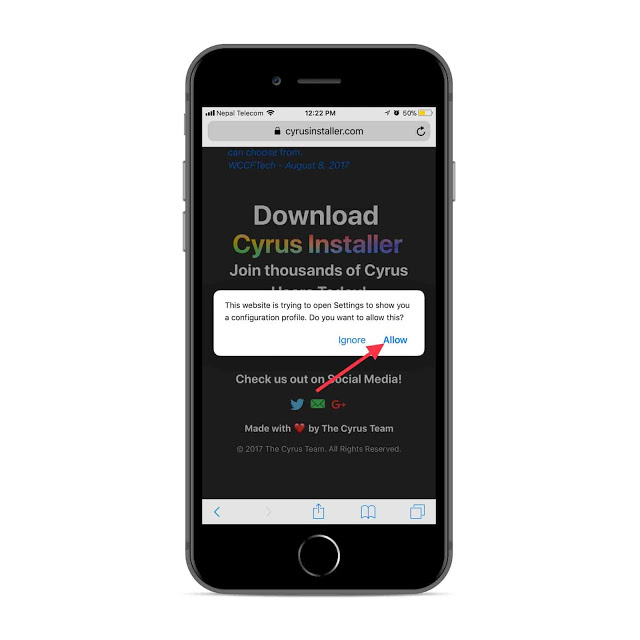 Nepal Telecom 12:22 PM 50%
cyrusinstaller.com
can choose from.
WCCFTech - August 8, 2017
Download
Cyrus Installer
Join thousands of Cyrus
Users Today!
This website is trying to open Settings to show you
a configuration profile. Do you want to allow this?
Ignore Allow
Check us out on Social Media!
G+
Made with ❤️ by The Cyrus Team
© 2017 The Cyrus Team. All Rights Reserved.